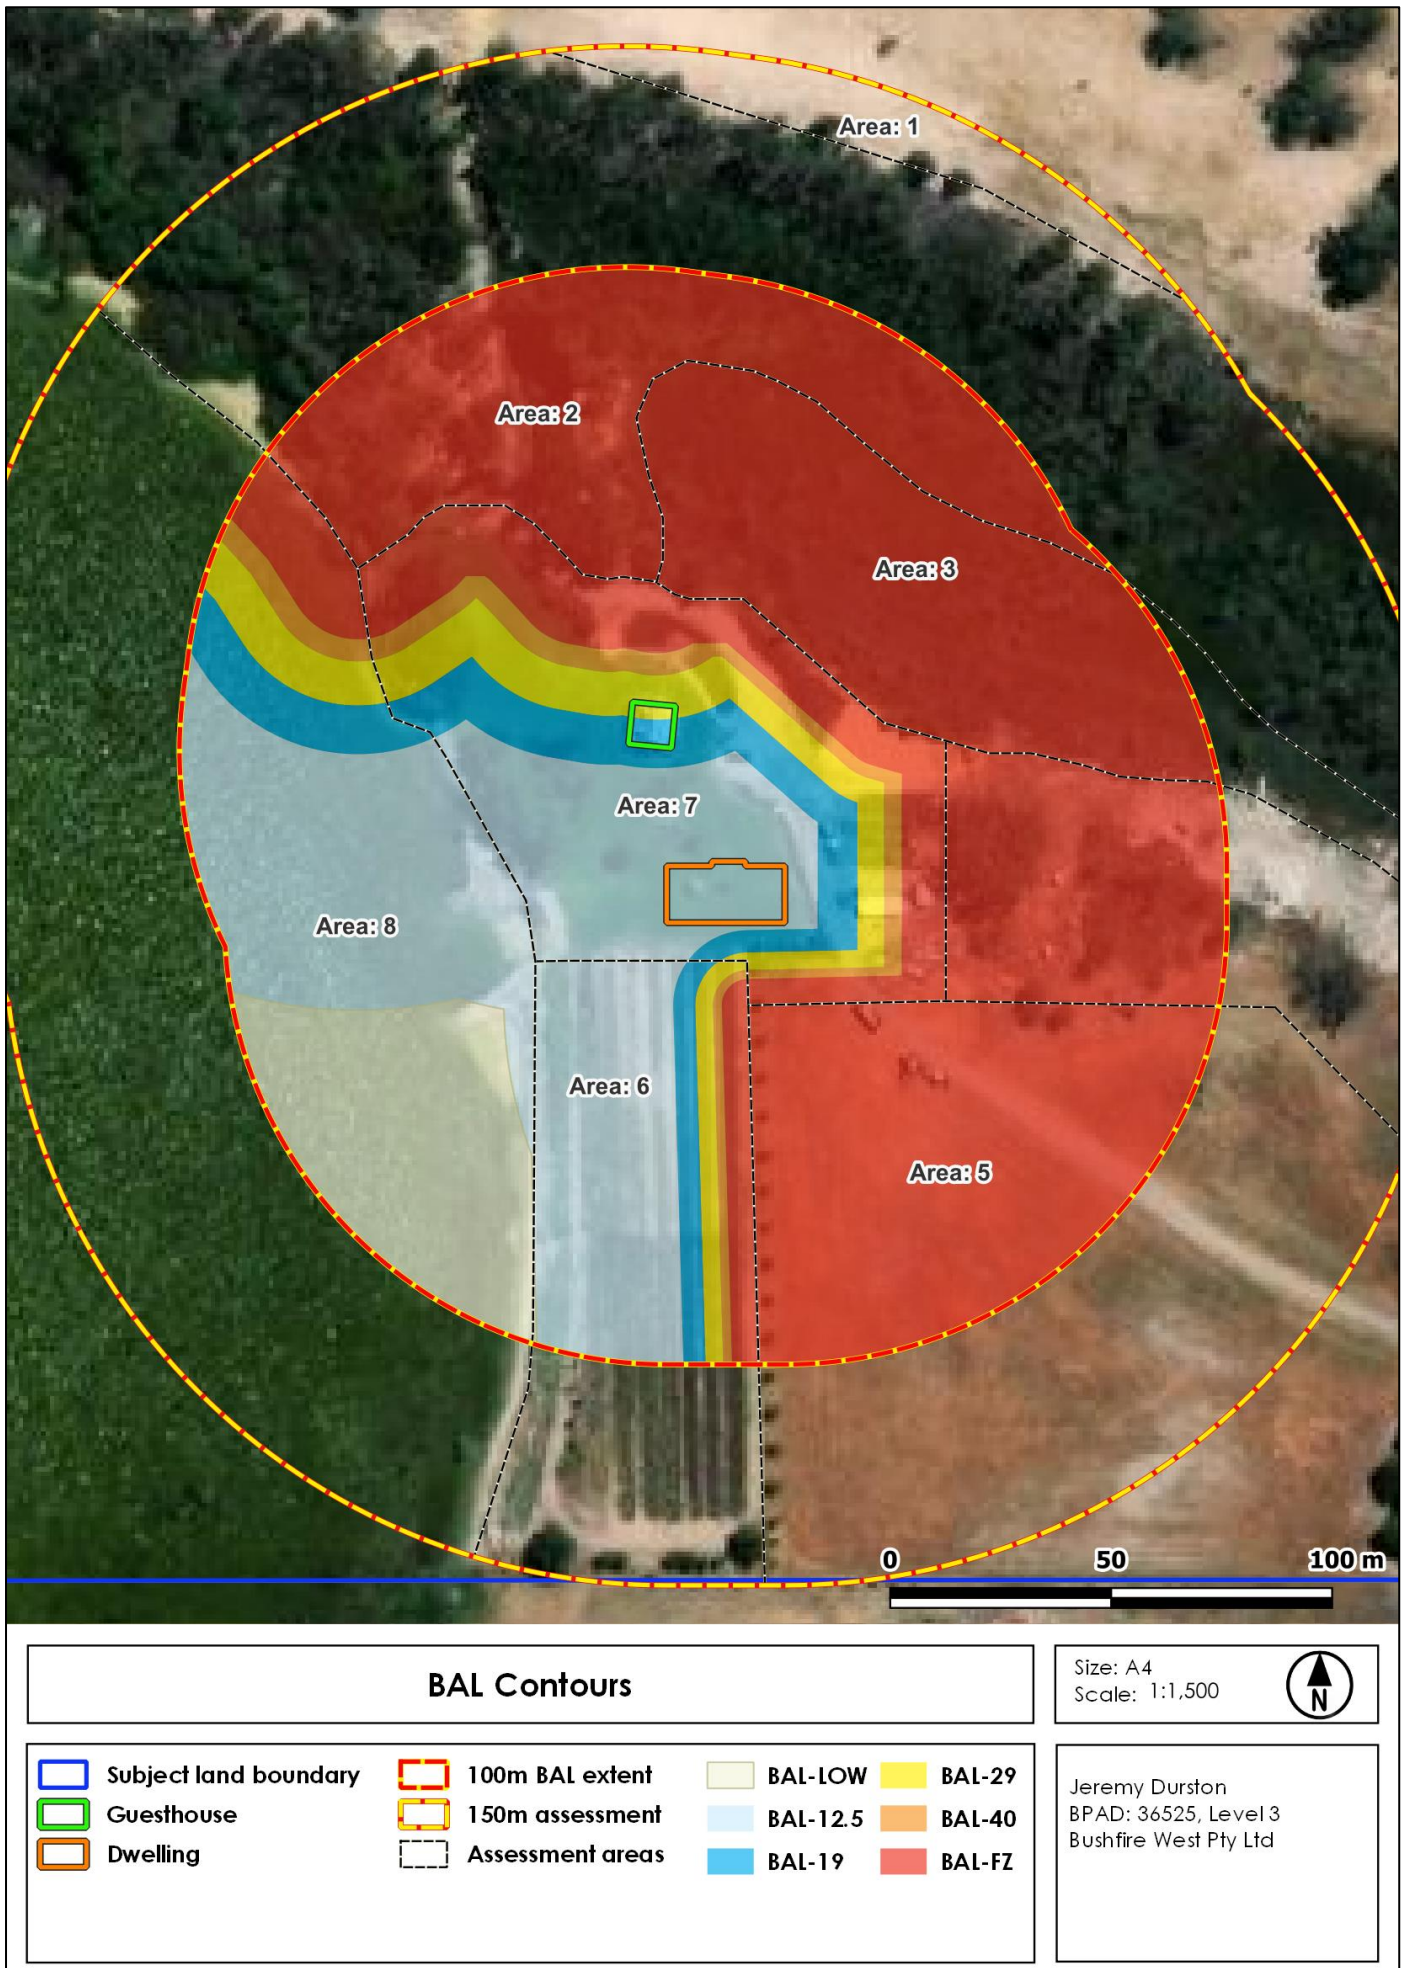 Area: 1
Area: 2
Area: 3
Area: 7
Area: 8
Area: 6
Area: 5
0 50 100 m
BAL Contours
Size: A4
Scale: 1:1,500
N
Subject land boundary
Guesthouse
Dwelling
100m BAL extent
150m assessment
Assessment areas
BAL-LOW
BAL-12.5
BAL-19
BAL-29
BAL-40
BAL-FZ
Jeremy Durston
BPAD: 36525, Level 3
Bushfire West Pty Ltd